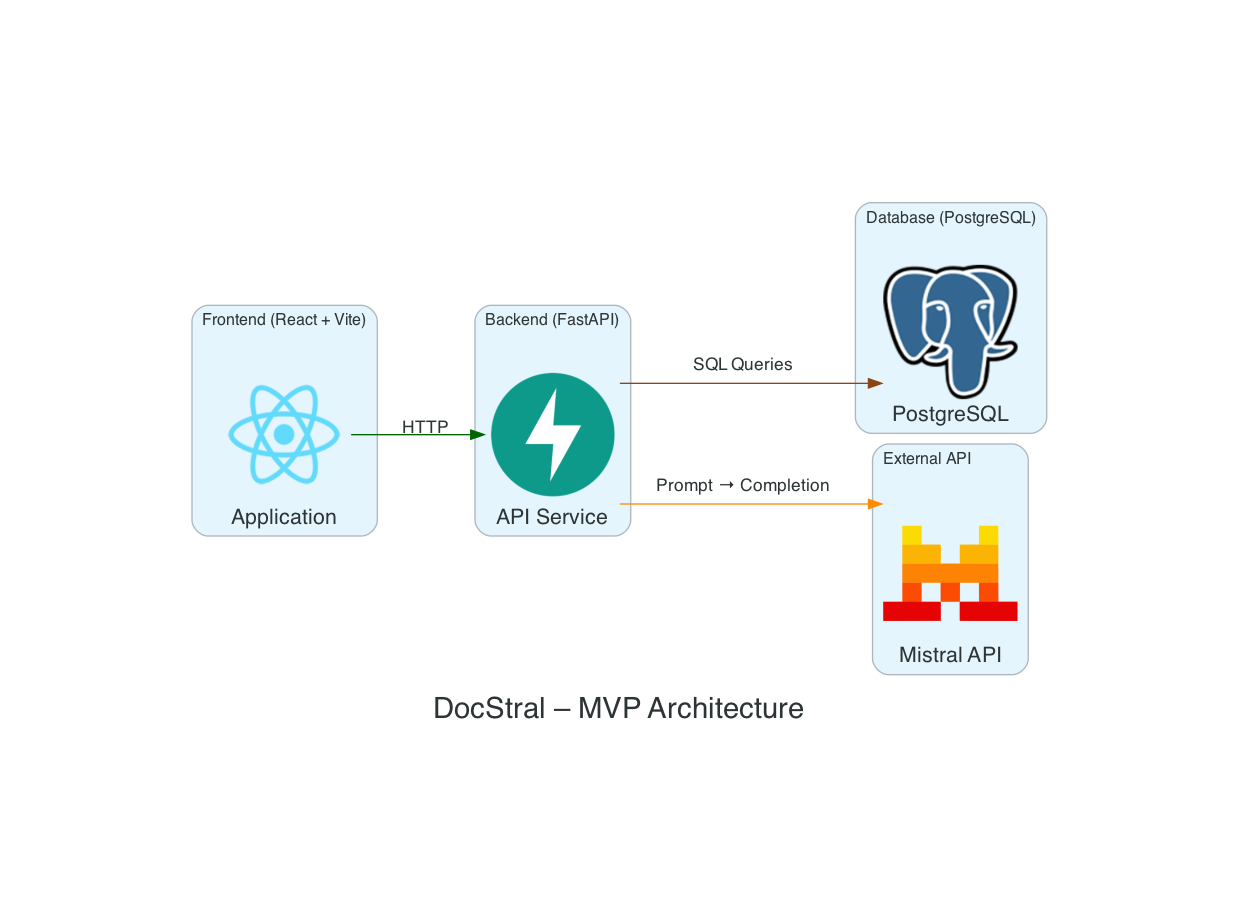 Frontend (React + Vite)
Application
HTTP
Backend (FastAPI)
API Service
SQL Queries
Prompt → Completion
Database (PostgreSQL)
PostgreSQL
External API
Mistral API
DocStral – MVP Architecture